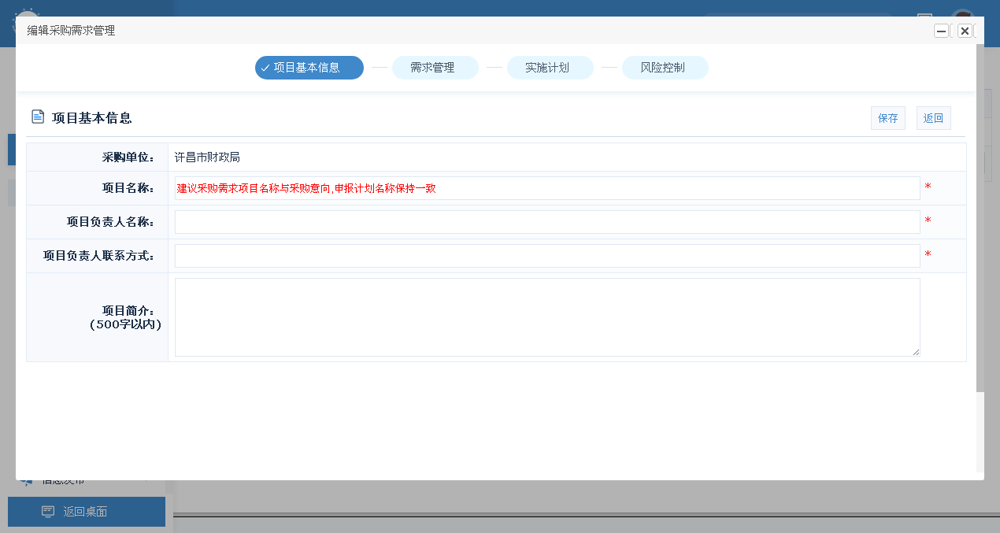 编辑采购需求管理
项目基本信息
需求管理
实施计划
风险控制
项目基本信息
保存
返回
采购单位：
许昌市财政局
项目名称：
建议采购需求项目名称与采购意向,申报计划名称保持一致
*
项目负责人名称：
*
项目负责人联系方式：
*
项目简介：
(500字以内)
信息发布
返回桌面